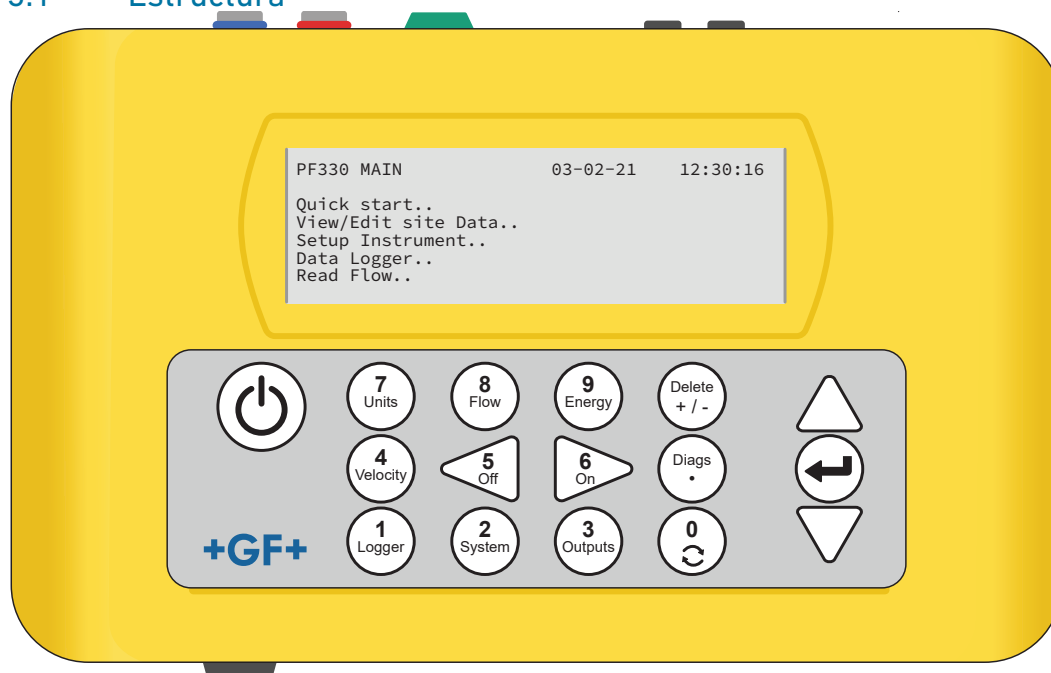 Estructura
PF330 MAIN 03-02-21 12:30:16
Quick start..
View/Edit site Data..
Setup Instrument..
Data Logger..
Read Flow..
7 8 9 Delete
Units Flow Energy + / -
4 5 6 Diags
Velocity Off On .
1 2 3 0
Logger System Outputs
+GF+